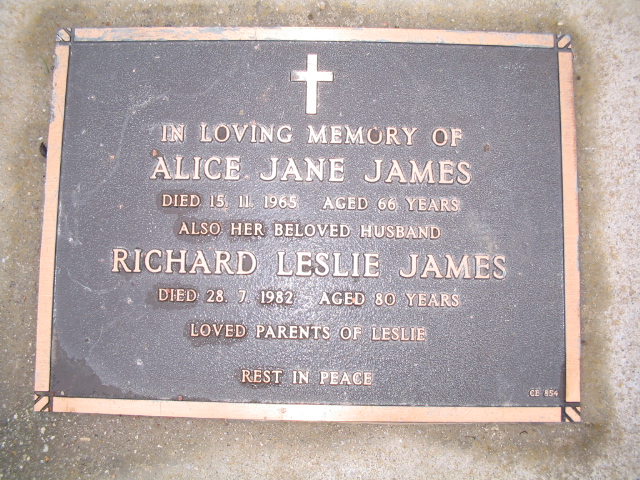 IN LOVING MEMORY OF
ALICE JANE JAMES
DIED 15. 11. 1965 AGED 66 YEARS
ALSO HER BELOVED HUSBAND
RICHARD LESLIE JAMES
DIED 28. 7. 1982 AGED 80 YEARS
LOVED PARENTS OF LESLIE
REST IN PEACE
CE 854